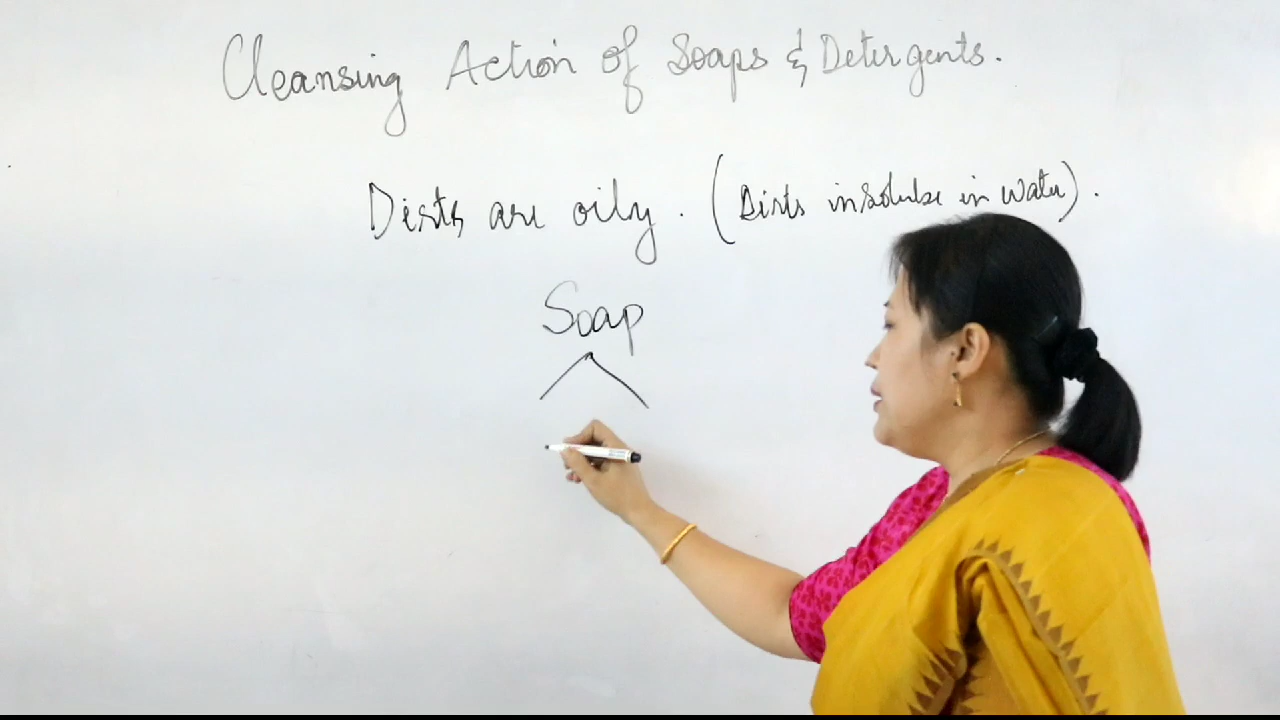 Cleansing Action of Soaps & Detergents.
Dirts are oily. (Dirts insoluble in water).
Soap